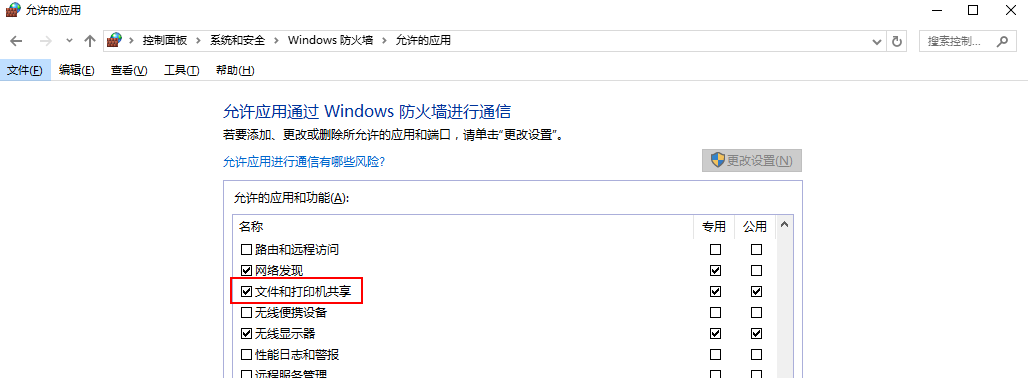 允许的应用
控制面板 › 系统和安全 › Windows 防火墙 › 允许的应用
搜索控制...
文件(F) 编辑(E) 查看(V) 工具(T) 帮助(H)
允许应用通过 Windows 防火墙进行通信
若要添加、更改或删除所允许的应用和端口，请单击"更改设置"。
允许应用进行通信有哪些风险?
更改设置(N)
允许的应用和功能(A):
名称 专用 公用
路由和远程访问
网络发现
文件和打印机共享
无线便携设备
无线显示器
性能日志和警报
远程服务管理